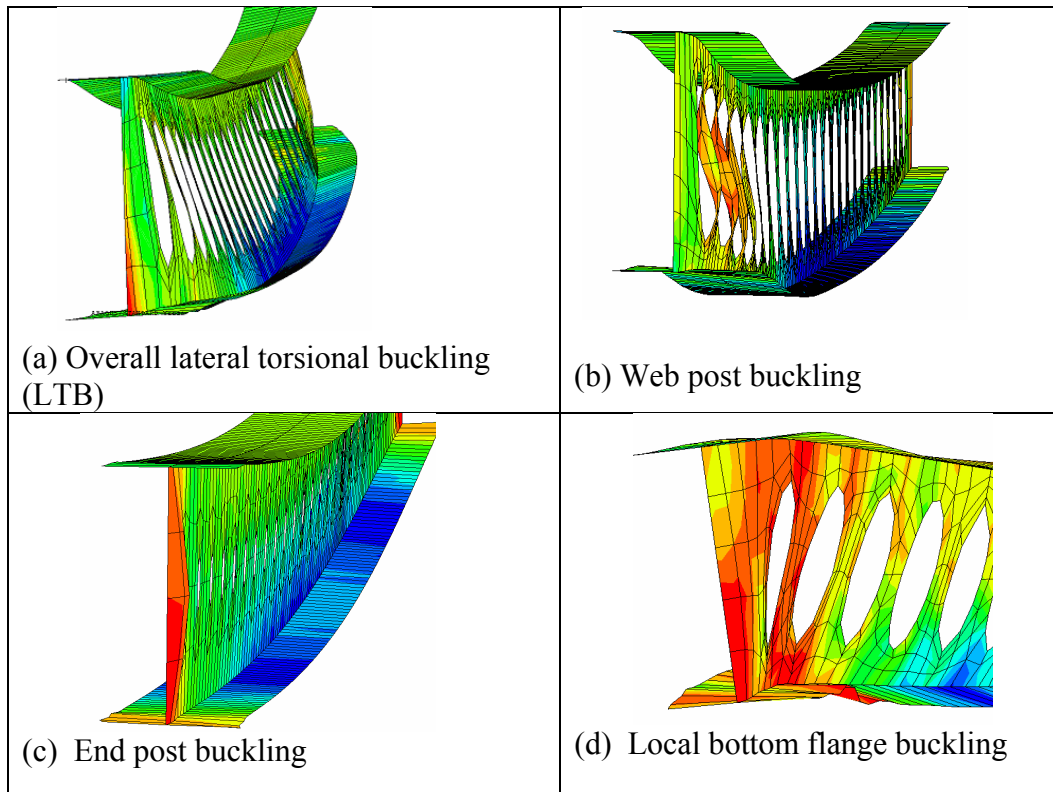 (a) Overall lateral torsional buckling
(LTB)
(b) Web post buckling
(c) End post buckling
(d) Local bottom flange buckling